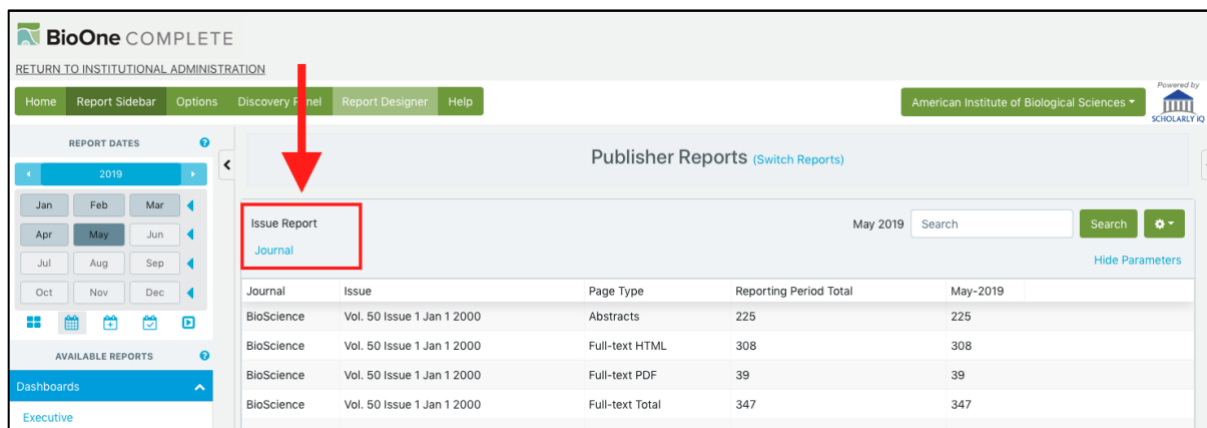 BioOne COMPLETE
RETURN TO INSTITUTIONAL ADMINISTRATION
Home Report Sidebar Options Discovery Report Designer Help
American Institute of Biological Sciences
Powered by
SCHOLARLY IQ
REPORT DATES
2019
Jan Feb Mar
Apr May Jun
Jul Aug Sep
Oct Nov Dec
AVAILABLE REPORTS
Dashboards
Executive
Publisher Reports (Switch Reports)
Issue Report
Journal
May 2019 Search Search
Hide Parameters
Journal Issue Page Type Reporting Period Total May-2019
BioScience Vol. 50 Issue 1 Jan 1 2000 Abstracts 225 225
BioScience Vol. 50 Issue 1 Jan 1 2000 Full-text HTML 308 308
BioScience Vol. 50 Issue 1 Jan 1 2000 Full-text PDF 39 39
BioScience Vol. 50 Issue 1 Jan 1 2000 Full-text Total 347 347